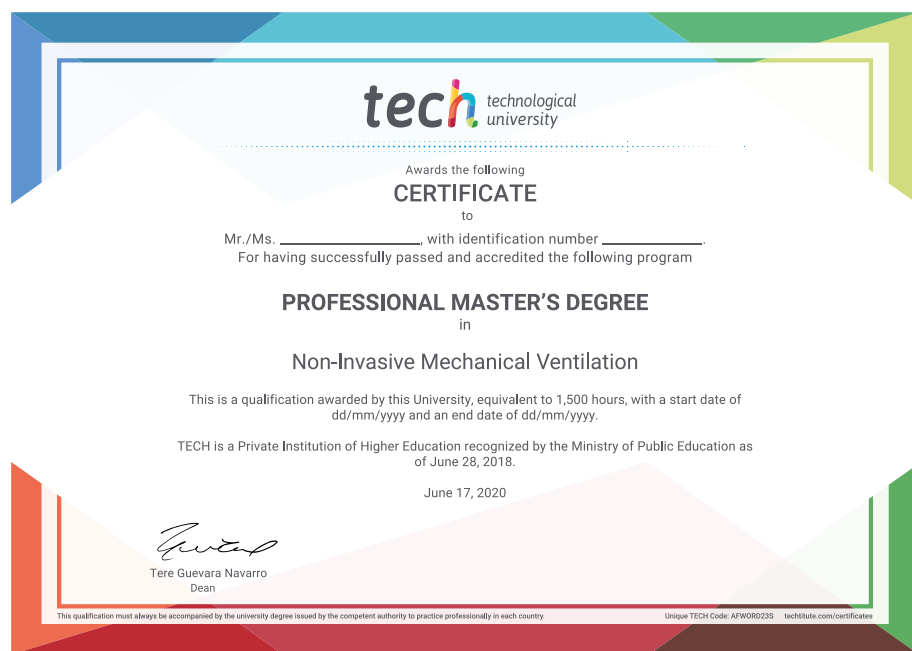 tech technological
university
Awards the following
CERTIFICATE
to
Mr./Ms. ____________________, with identification number ______________.
For having successfully passed and accredited the following program
PROFESSIONAL MASTER'S DEGREE
in
Non-Invasive Mechanical Ventilation
This is a qualification awarded by this University, equivalent to 1,500 hours, with a start date of
dd/mm/yyyy and an end date of dd/mm/yyyy.
TECH is a Private Institution of Higher Education recognized by the Ministry of Public Education as
of June 28, 2018.
June 17, 2020
Tere Guevara Navarro
Dean
This qualification must always be accompanied by the university degree issued by the competent authority to practice professionally in each country.
Unique TECH Code: AFWORD23S techtitute.com/certificates